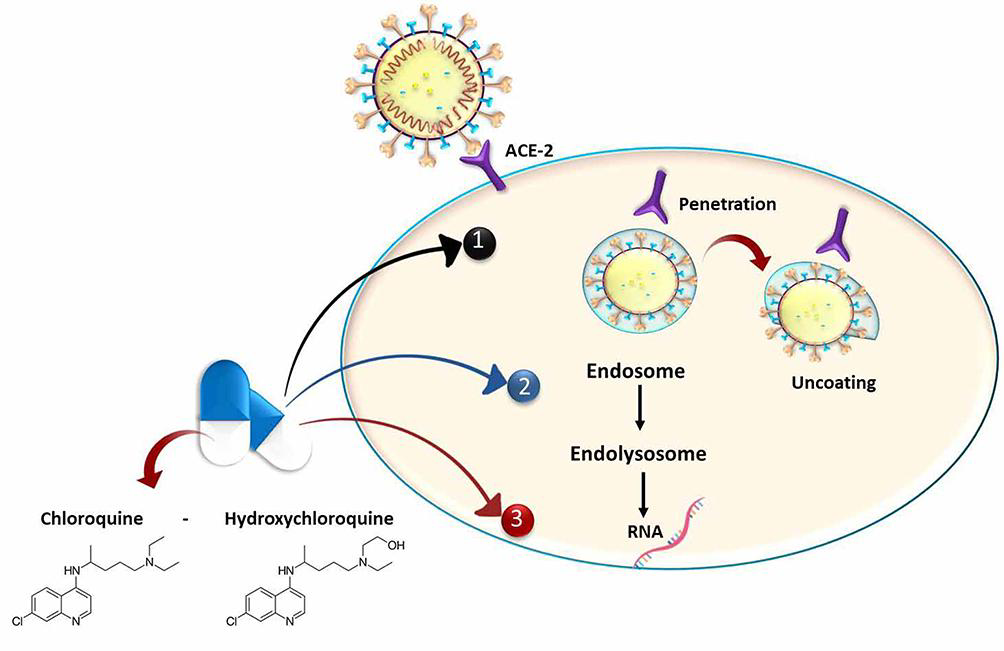 ACE-2
Penetration
1
2
Endosome
Uncoating
Endolysosome
3
RNA
Chloroquine - Hydroxychloroquine
HN
N
Cl
N
OH
HN
N
Cl
N